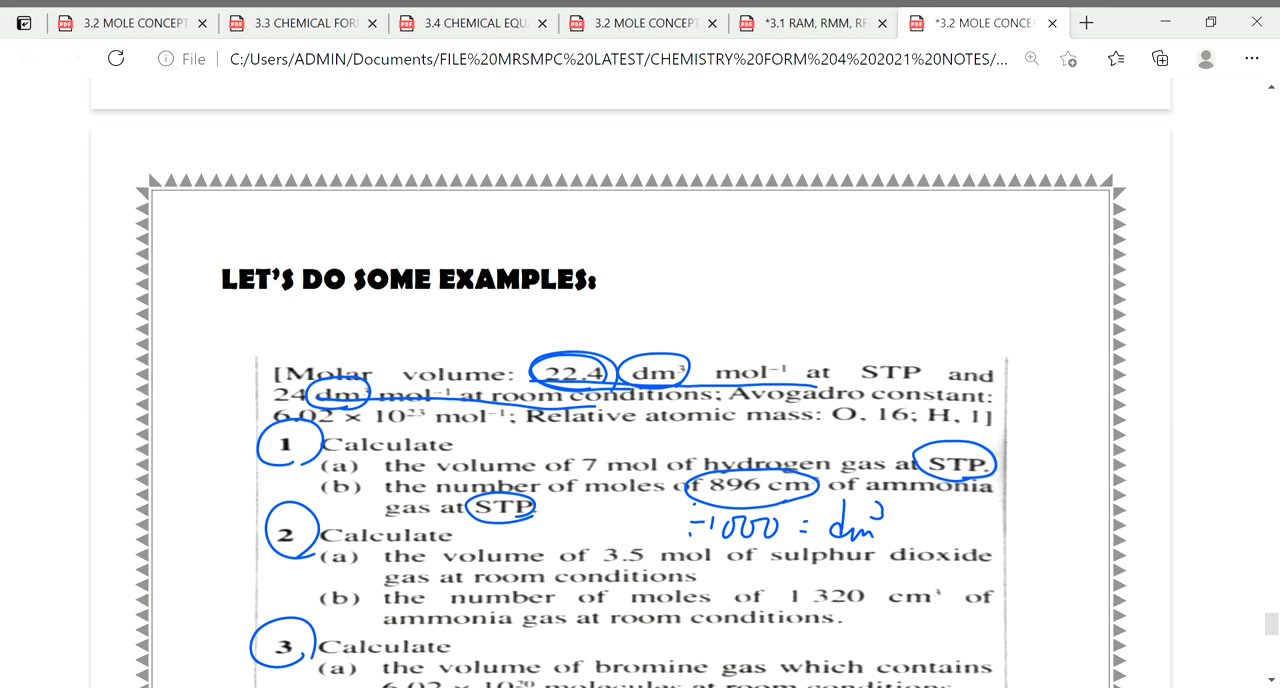 3.2 MOLE CONCEPT
3.3 CHEMICAL FOR
3.4 CHEMICAL EQU
3.2 MOLE CONCEPT
*3.1 RAM, RMM, RF
*3.2 MOLE CONCE
File
C:/Users/ADMIN/Documents/FILE%20MRSMPC%20LATEST/CHEMISTRY%20FORM%204%202021%20NOTES/...
LET'S DO SOME EXAMPLES:
[Molar volume: 22.4 dm³ mol⁻¹ at STP and
24 dm³ mol⁻¹ at room conditions; Avogadro constant:
6.02 × 10²³ mol⁻¹; Relative atomic mass: O, 16; H, 1]
1 Calculate
(a) the volume of 7 mol of hydrogen gas at STP.
(b) the number of moles of 896 cm³ of ammonia
gas at STP.
÷1000 = dm³
2 Calculate
(a) the volume of 3.5 mol of sulphur dioxide
gas at room conditions
(b) the number of moles of 1 320 cm³ of
ammonia gas at room conditions.
3 Calculate
(a) the volume of bromine gas which contains
6.02 × 10²⁰ molecules at room conditions